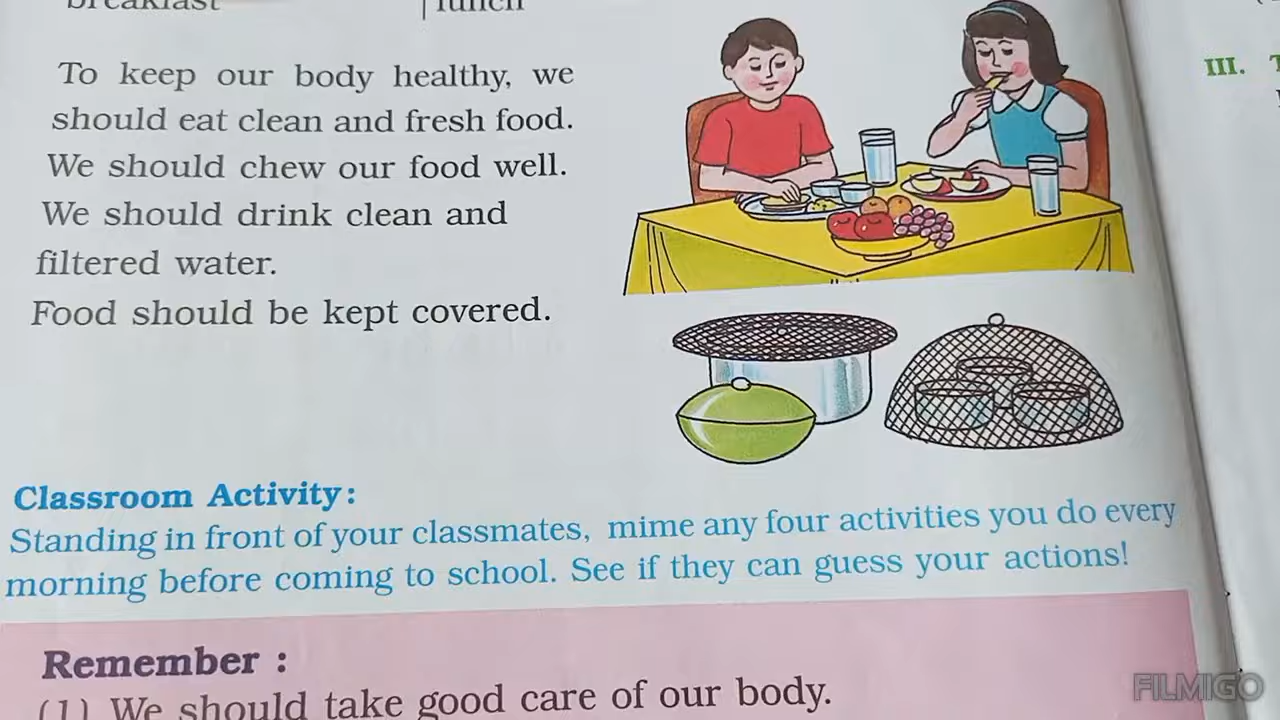 breakfast lunch
To keep our body healthy, we
should eat clean and fresh food.
We should chew our food well.
We should drink clean and
filtered water.
Food should be kept covered.
Classroom Activity:
Standing in front of your classmates, mime any four activities you do every
morning before coming to school. See if they can guess your actions!
Remember :
(1) We should take good care of our body.
III.
FILMIGO